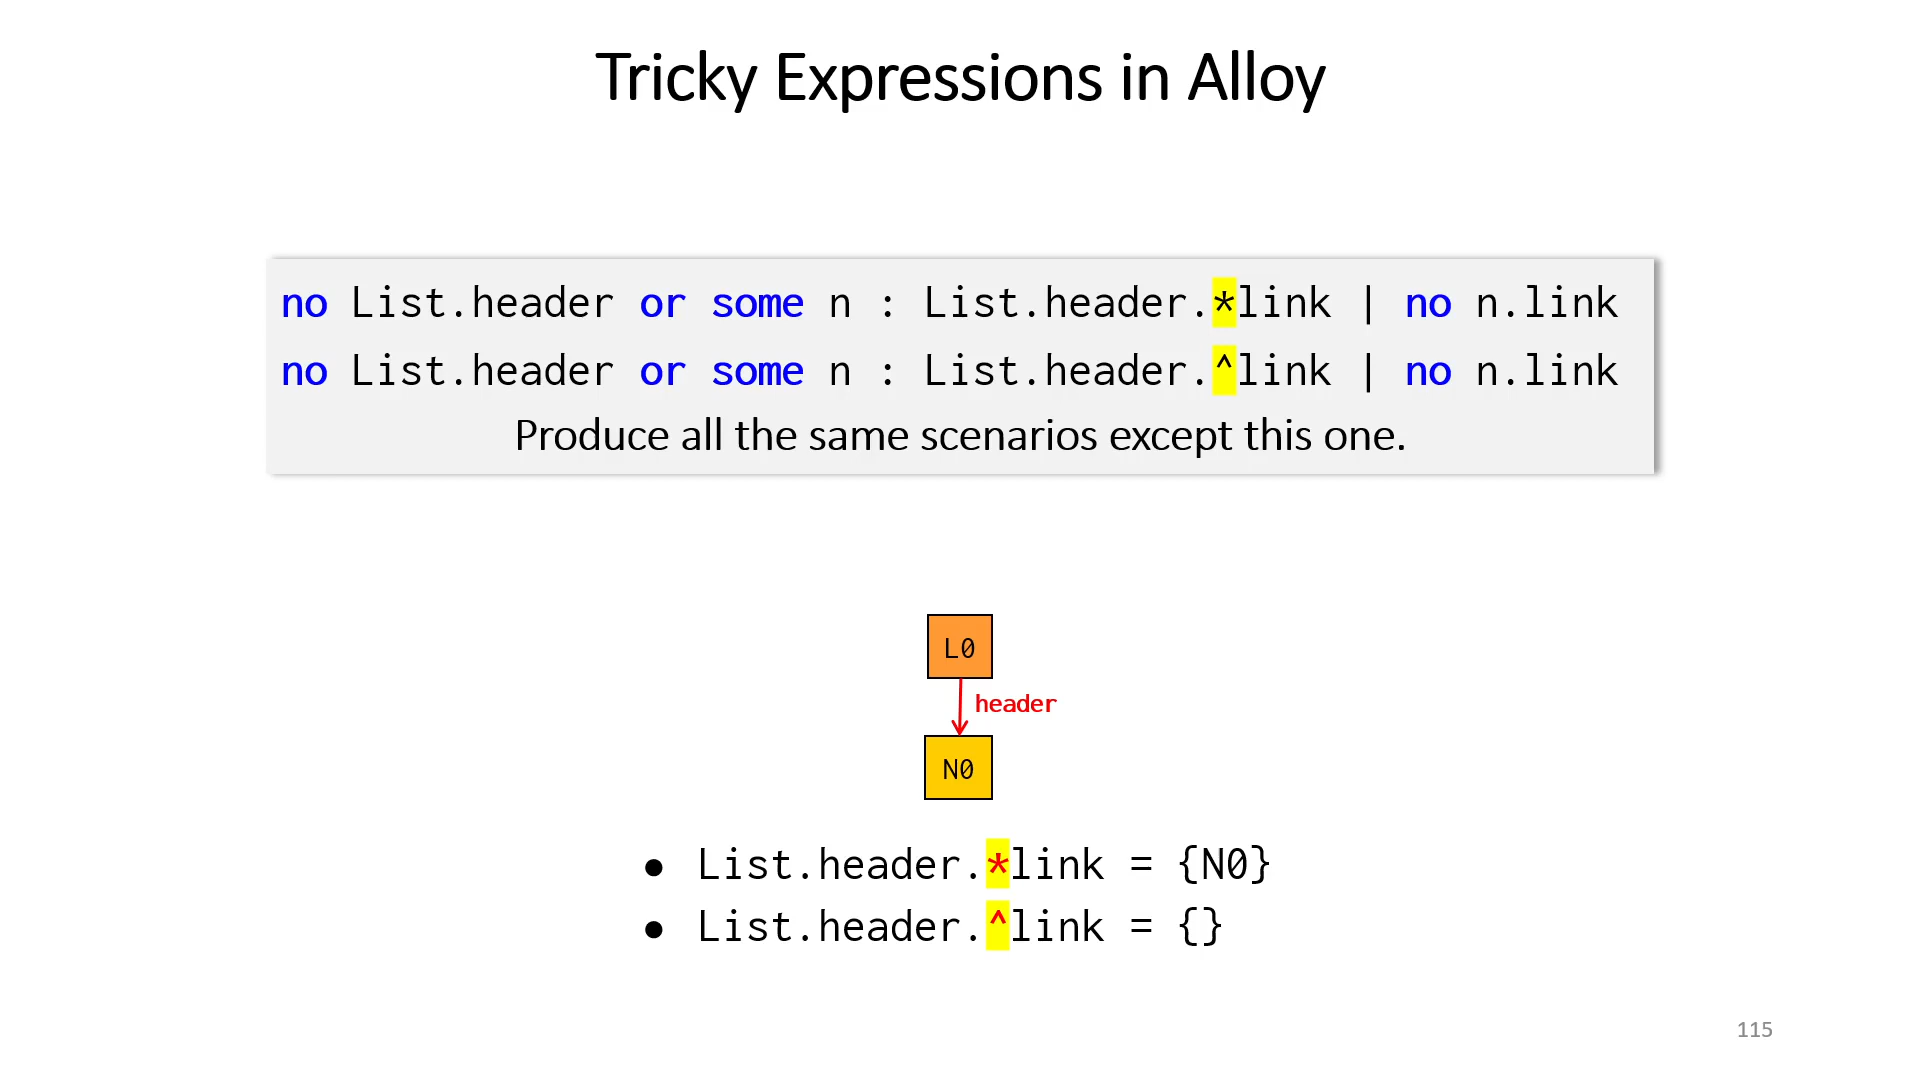 Tricky Expressions in Alloy
no List.header or some n : List.header.*link | no n.link
no List.header or some n : List.header.^link | no n.link
Produce all the same scenarios except this one.
L0
header
N0
● List.header.*link = {N0}
● List.header.^link = {}
115